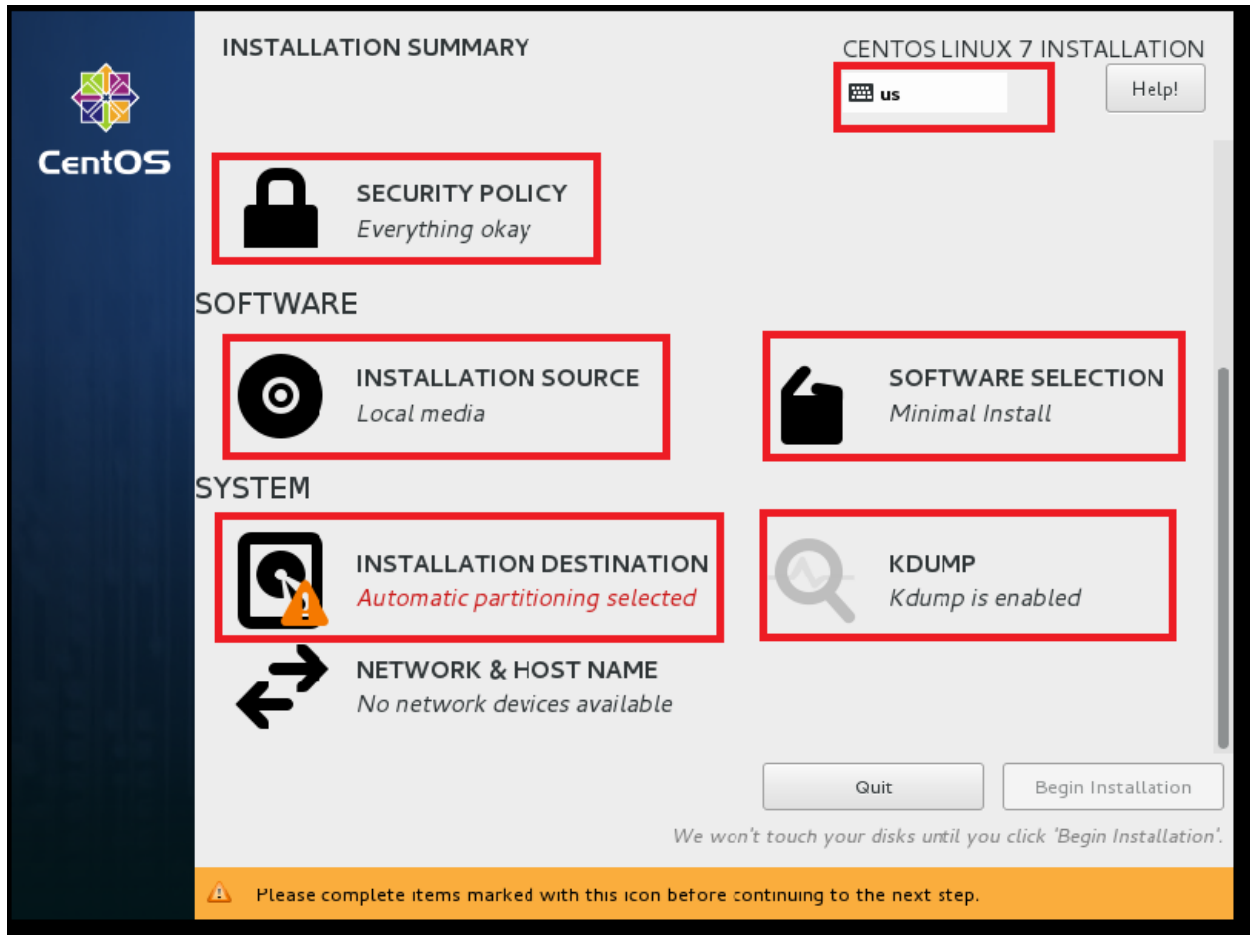 INSTALLATION SUMMARY
CENTOS LINUX 7 INSTALLATION
us
Help!
CentOS
SECURITY POLICY
Everything okay
SOFTWARE
INSTALLATION SOURCE
Local media
SOFTWARE SELECTION
Minimal Install
SYSTEM
INSTALLATION DESTINATION
Automatic partitioning selected
KDUMP
Kdump is enabled
NETWORK & HOST NAME
No network devices available
Quit
Begin Installation
We won't touch your disks until you click 'Begin Installation'.
Please complete items marked with this icon before continuing to the next step.